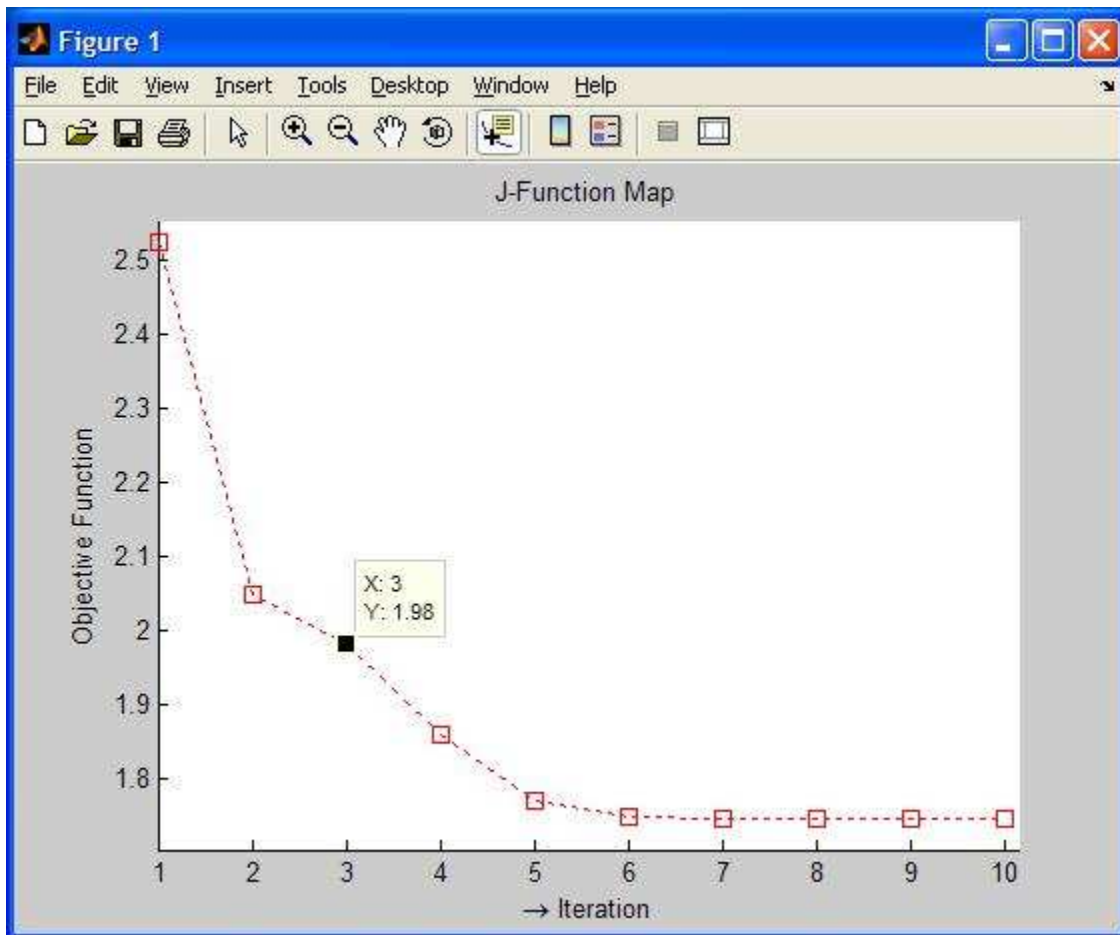 Figure 1
File Edit View Insert Tools Desktop Window Help
J-Function Map
Objective Function
2.5
2.4
2.3
2.2
2.1
2
1.9
1.8
X: 3
Y: 1.98
1 2 3 4 5 6 7 8 9 10
→ Iteration